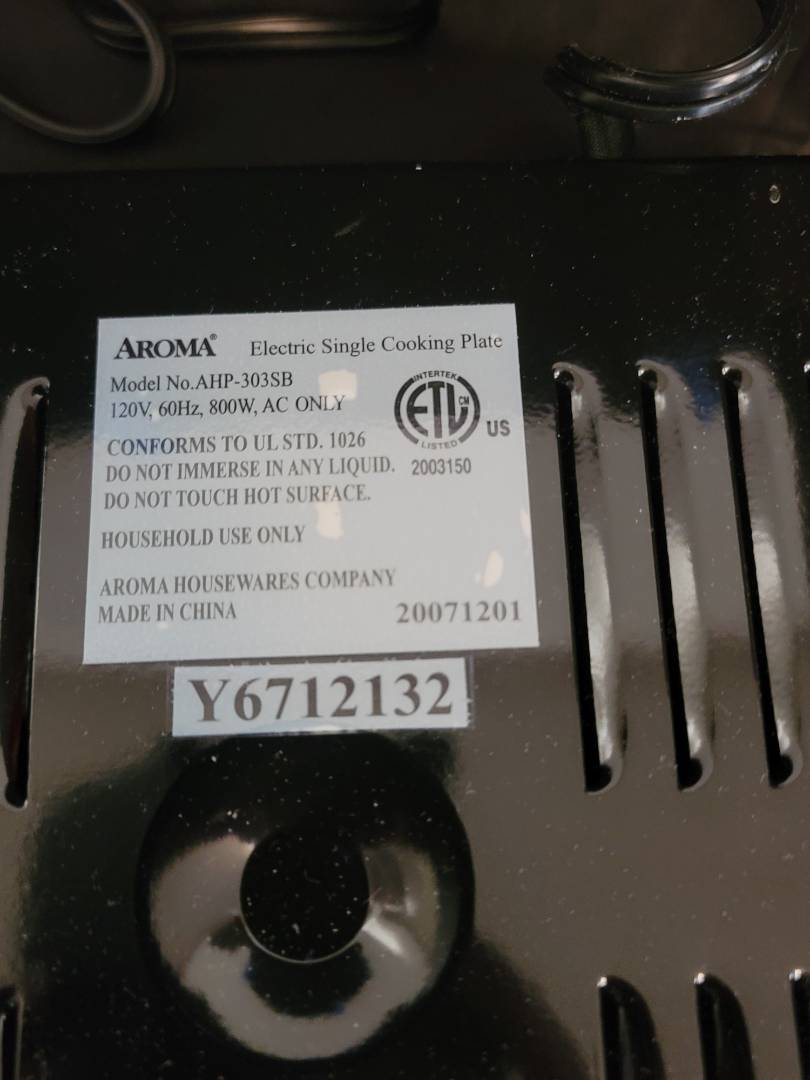 AROMA® Electric Single Cooking Plate
Model No.AHP-303SB
120V, 60Hz, 800W, AC ONLY
INTERTEK
ETL CM
LISTED
US
CONFORMS TO UL STD. 1026
DO NOT IMMERSE IN ANY LIQUID. 2003150
DO NOT TOUCH HOT SURFACE.
HOUSEHOLD USE ONLY
AROMA HOUSEWARES COMPANY
MADE IN CHINA 20071201
Y6712132